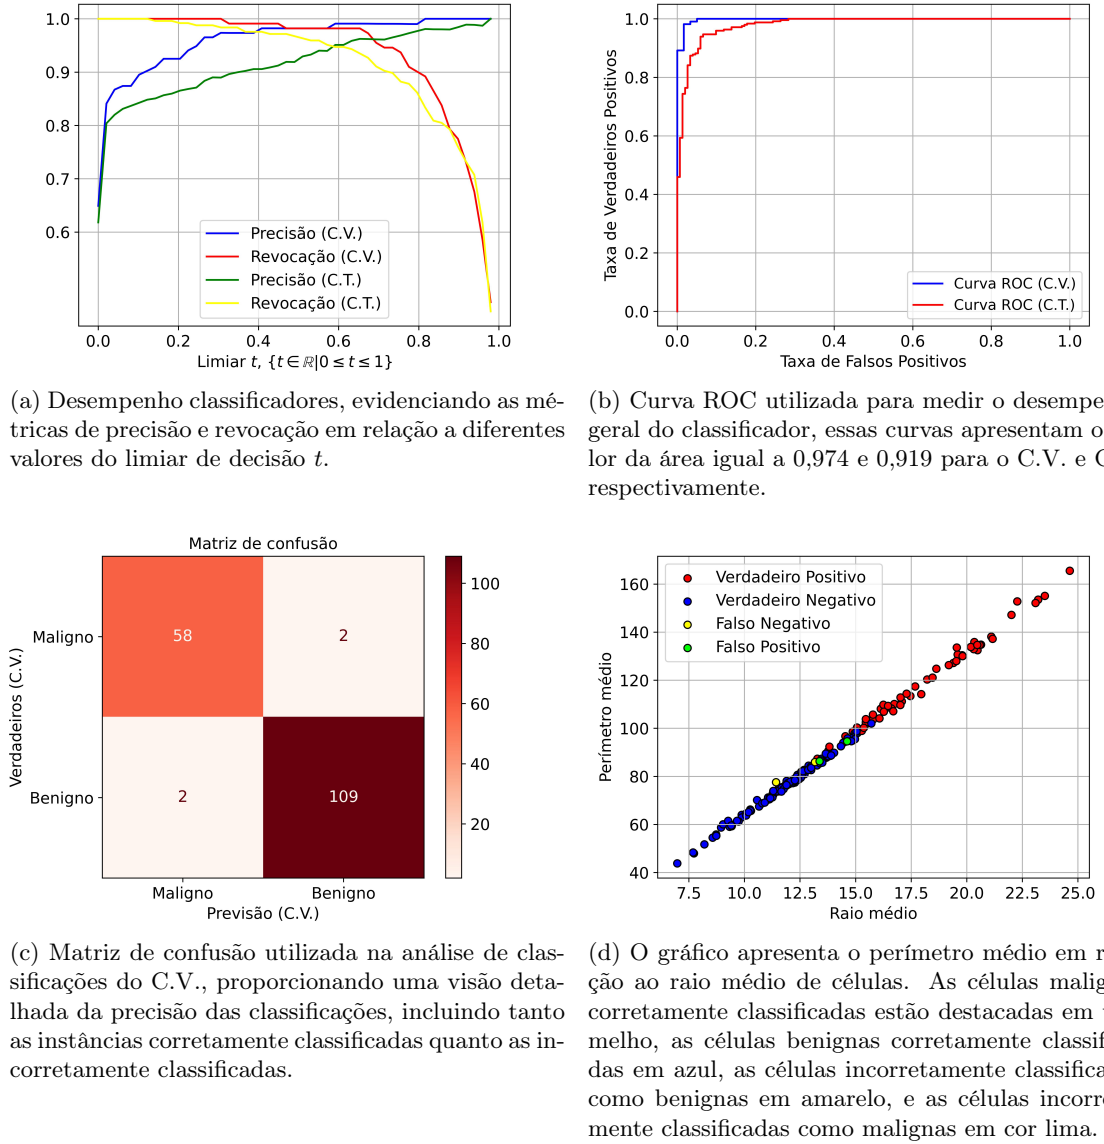 1.0
0.9
0.8
0.7
0.6
Precisão (C.V.)
Revocação (C.V.)
Precisão (C.T.)
Revocação (C.T.)
0.0 0.2 0.4 0.6 0.8 1.0
Limiar t, {t ∈ ℝ|0 ≤ t ≤ 1}
(a) Desempenho classificadores, evidenciando as mé-
tricas de precisão e revocação em relação a diferentes
valores do limiar de decisão t.
Taxa de Verdadeiros Positivos
1.0
0.8
0.6
0.4
0.2
0.0
Curva ROC (C.V.)
Curva ROC (C.T.)
0.0 0.2 0.4 0.6 0.8 1.0
Taxa de Falsos Positivos
(b) Curva ROC utilizada para medir o desempe
geral do classificador, essas curvas apresentam o
lor da área igual a 0,974 e 0,919 para o C.V. e
respectivamente.
Matriz de confusão
Verdadeiros (C.V.)
Maligno 58 2
Benigno 2 109
Maligno Benigno
Previsão (C.V.)
100
80
60
40
20
(c) Matriz de confusão utilizada na análise de clas-
sificações do C.V., proporcionando uma visão deta-
lhada da precisão das classificações, incluindo tanto
as instâncias corretamente classificadas quanto as in-
corretamente classificadas.
Perímetro médio
160
140
120
100
80
60
40
Verdadeiro Positivo
Verdadeiro Negativo
Falso Negativo
Falso Positivo
7.5 10.0 12.5 15.0 17.5 20.0 22.5 25.0
Raio médio
(d) O gráfico apresenta o perímetro médio em r
ção ao raio médio de células. As células malig
corretamente classificadas estão destacadas em
melho, as células benignas corretamente classif
das em azul, as células incorretamente classifica
como benignas em amarelo, e as células incorr
mente classificadas como malignas em cor lima.